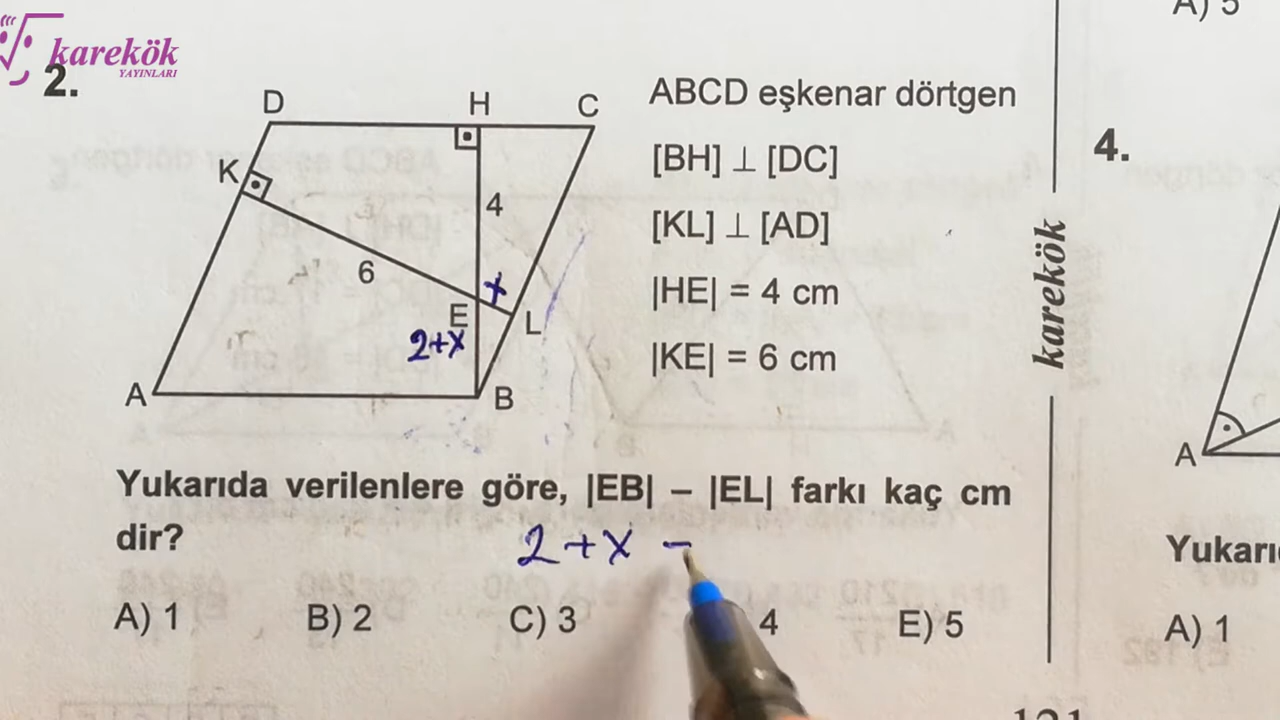 karekök
YAYINLARI
2.
D H C
K
4
6
x
E L
2+x
A B
ABCD eşkenar dörtgen
[BH] ⊥ [DC]
[KL] ⊥ [AD]
|HE| = 4 cm
|KE| = 6 cm
Yukarıda verilenlere göre, |EB| – |EL| farkı kaç cm
dir?
2+x -
A) 1 B) 2 C) 3 4 E) 5
karekök
A) 5
4.
A
A) 1